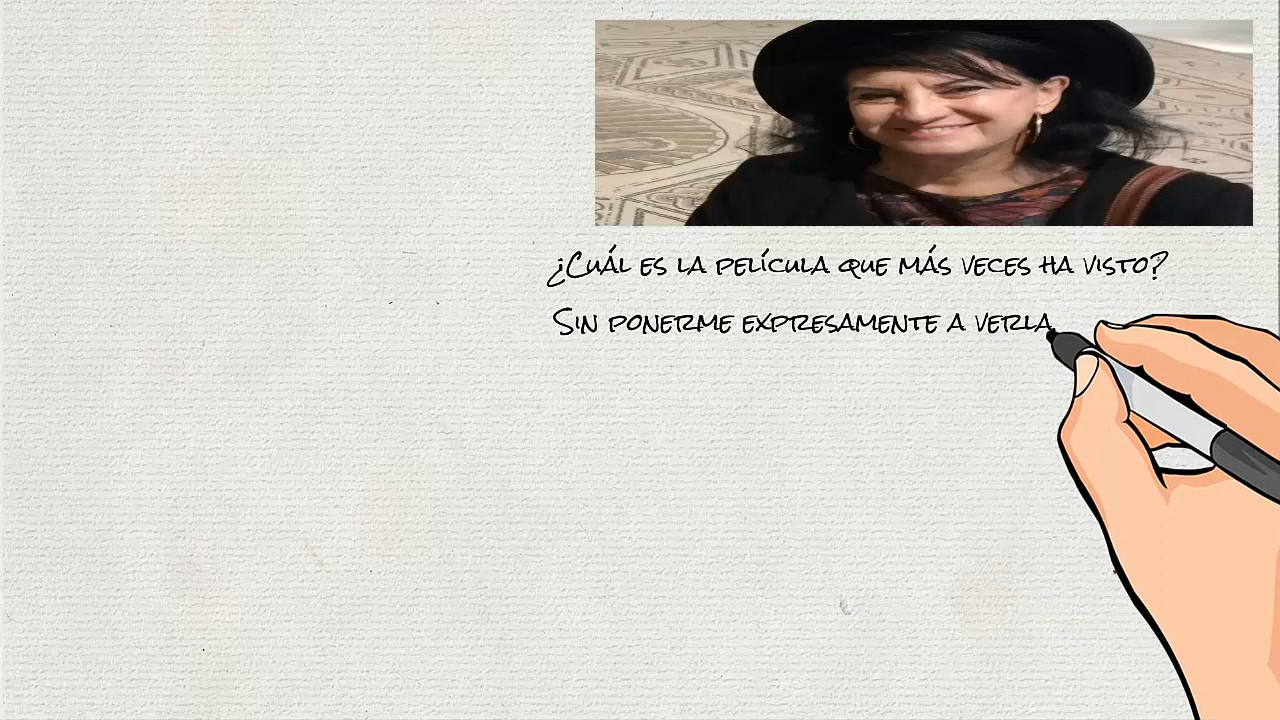 ¿Cuál es la película que más veces ha visto?
Sin ponerme expresamente a verla